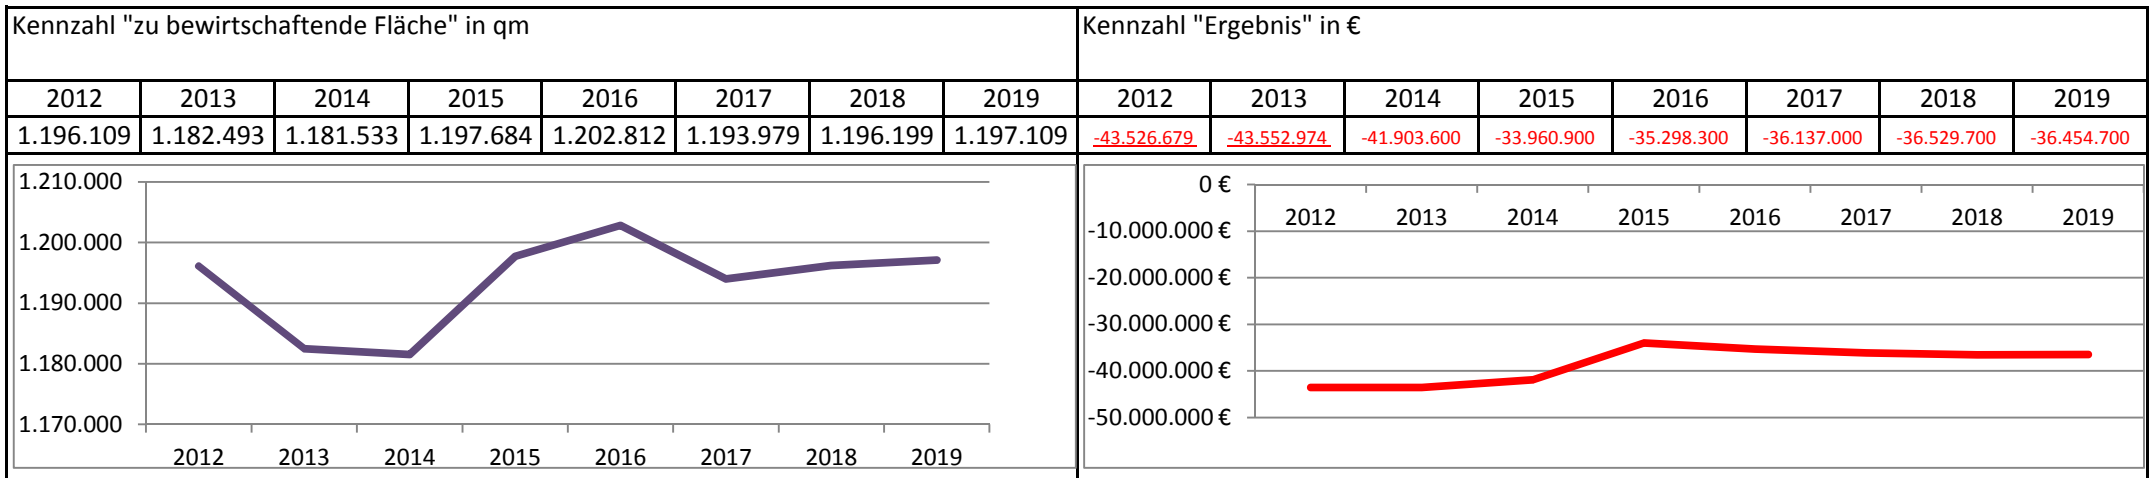 Kennzahl "zu bewirtschaftende Fläche" in qm
2012 2013 2014 2015 2016 2017 2018 2019
1.196.109 1.182.493 1.181.533 1.197.684 1.202.812 1.193.979 1.196.199 1.197.109
1.210.000
1.200.000
1.190.000
1.180.000
1.170.000
2012 2013 2014 2015 2016 2017 2018 2019
Kennzahl "Ergebnis" in €
2012 2013 2014 2015 2016 2017 2018 2019
-43.526.679 -43.552.974 -41.903.600 -33.960.900 -35.298.300 -36.137.000 -36.529.700 -36.454.700
0 €
2012 2013 2014 2015 2016 2017 2018 2019
-10.000.000 €
-20.000.000 €
-30.000.000 €
-40.000.000 €
-50.000.000 €